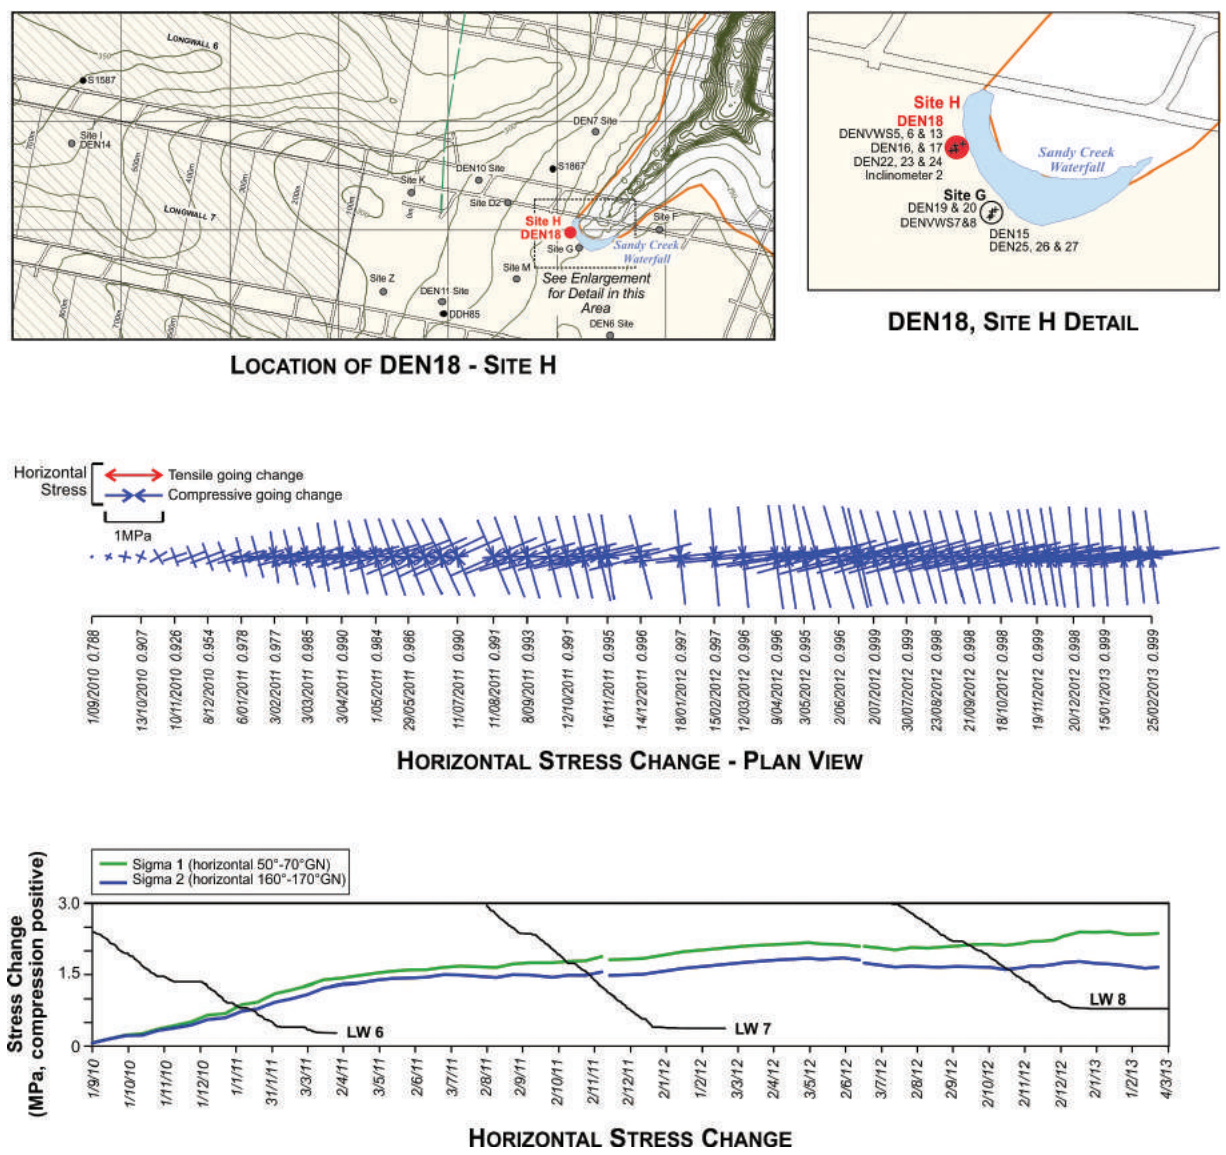 LONGWALL 6
350
S1587
Site I
DEN14
700m
600m
500m
400m
300m
200m
100m
0m
LONGWALL 7
DEN7 Site
DEN10 Site
S1867
Site K
Site D2
Site H
DEN18
Site F
Site G
Sandy Creek
Waterfall
Site M
Site Z
See Enlargement
for Detail in this
Area
DEN11 Site
DDH85
DEN6 Site
LOCATION OF DEN18 - SITE H
Site H
DEN18
DENVWS5, 6 & 13
DEN16, & 17
DEN22, 23 & 24
Inclinometer 2
Sandy Creek
Waterfall
Site G
DEN19 & 20
DENVWS7&8
DEN15
DEN25, 26 & 27
DEN18, SITE H DETAIL
Horizontal
Stress
Tensile going change
Compressive going change
1MPa
1/09/2010 0.788
13/10/2010 0.907
10/11/2010 0.926
8/12/2010 0.954
6/01/2011 0.978
3/02/2011 0.977
3/03/2011 0.985
3/04/2011 0.990
1/05/2011 0.984
29/05/2011 0.986
11/07/2011 0.990
11/08/2011 0.991
8/09/2011 0.993
12/10/2011 0.991
16/11/2011 0.995
14/12/2011 0.996
18/01/2012 0.997
15/02/2012 0.997
12/03/2012 0.996
9/04/2012 0.996
3/05/2012 0.996
2/06/2012 0.996
2/07/2012 0.999
30/07/2012 0.999
23/08/2012 0.998
21/09/2012 0.998
18/10/2012 0.998
19/11/2012 0.999
20/12/2012 0.998
15/01/2013 0.999
25/02/2013 0.999
HORIZONTAL STRESS CHANGE - PLAN VIEW
Sigma 1 (horizontal 50°-70°GN)
Sigma 2 (horizontal 160°-170°GN)
Stress Change
(MPa, compression positive)
3.0
1.5
0
LW 6
LW 7
LW 8
1/9/10
1/10/10
1/11/10
1/12/10
1/1/11
31/1/11
3/3/11
2/4/11
3/5/11
2/6/11
3/7/11
2/8/11
2/9/11
2/10/11
2/11/11
2/12/11
2/1/12
1/2/12
3/3/12
2/4/12
3/5/12
2/6/12
3/7/12
2/8/12
2/9/12
2/10/12
2/11/12
2/12/12
2/1/13
1/2/13
4/3/13
HORIZONTAL STRESS CHANGE